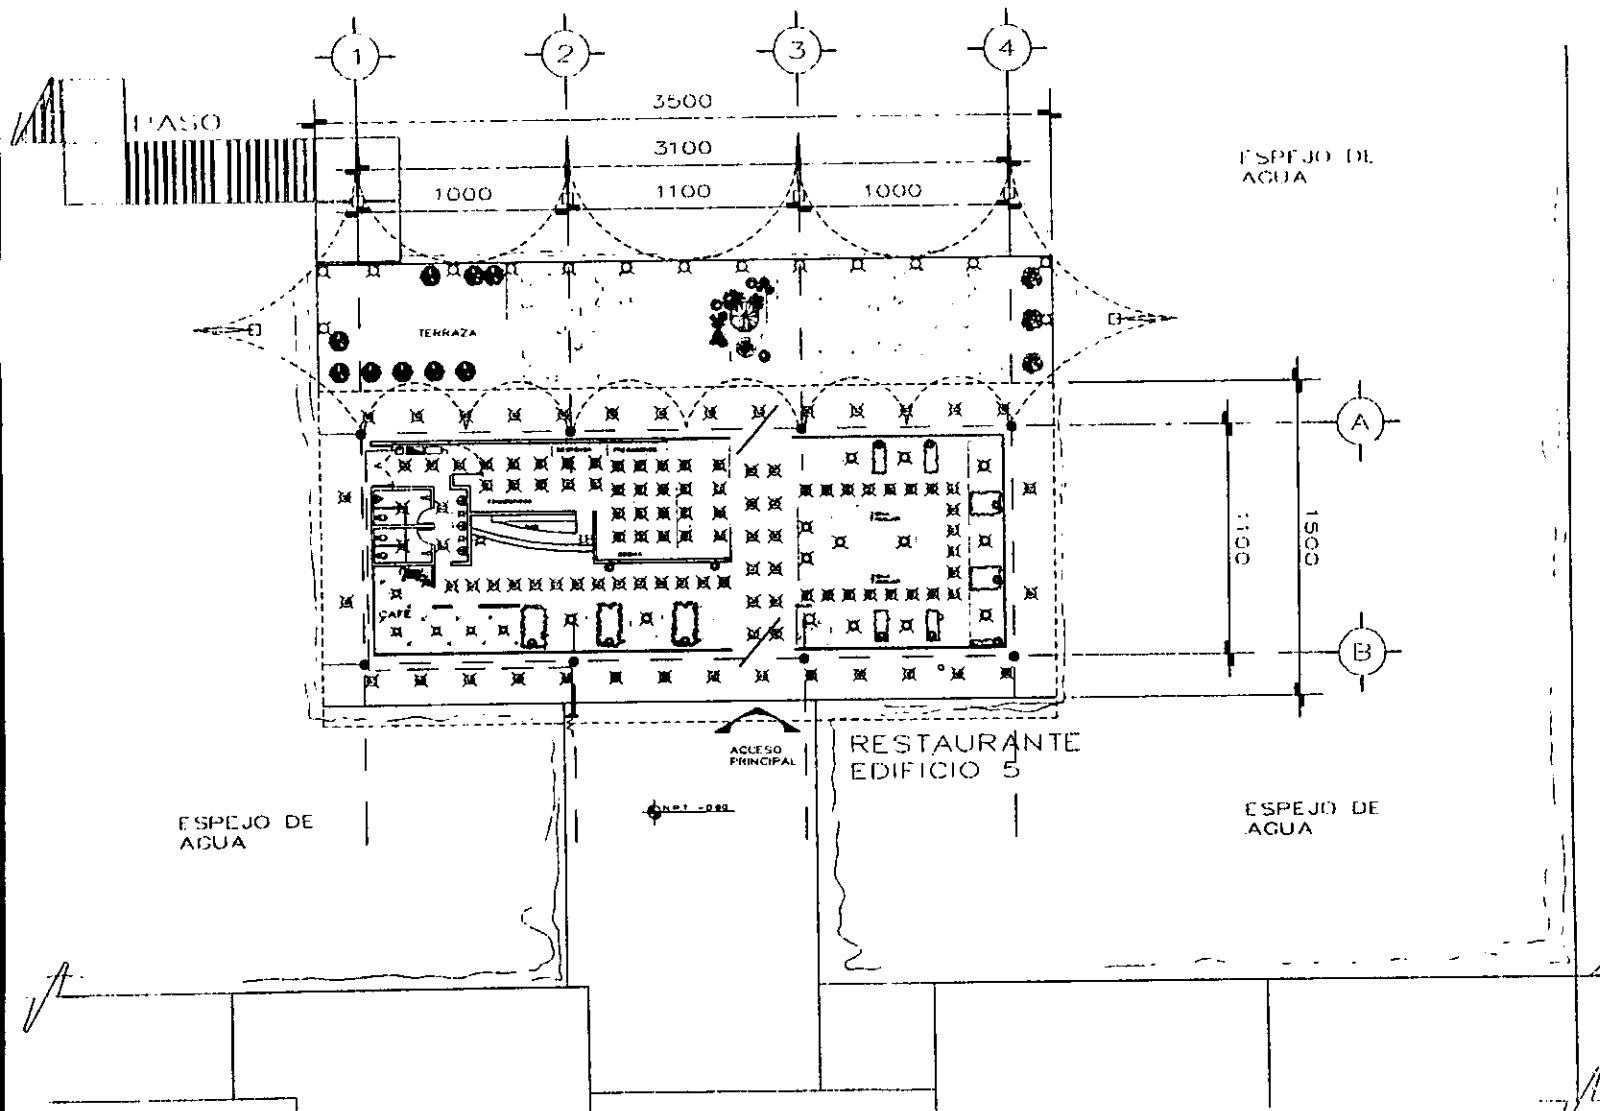 1
2
3
4
3500
PASO
3100
ESPEJO DE
AGUA
1000
1100
1000
TERRAZA
A
1100
1500
CAFÉ
B
ACCESO
PRINCIPAL
RESTAURANTE
EDIFICIO 5
ESPEJO DE
AGUA
ESPEJO DE
AGUA